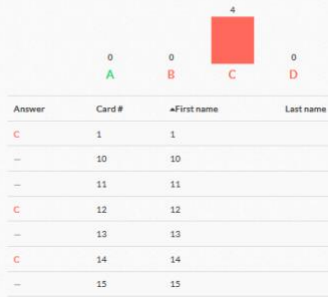 4
0 0 0
A B C D
Answer Card # First name Last name
C 1 1
— 10 10
— 11 11
C 12 12
— 13 13
C 14 14
— 15 15